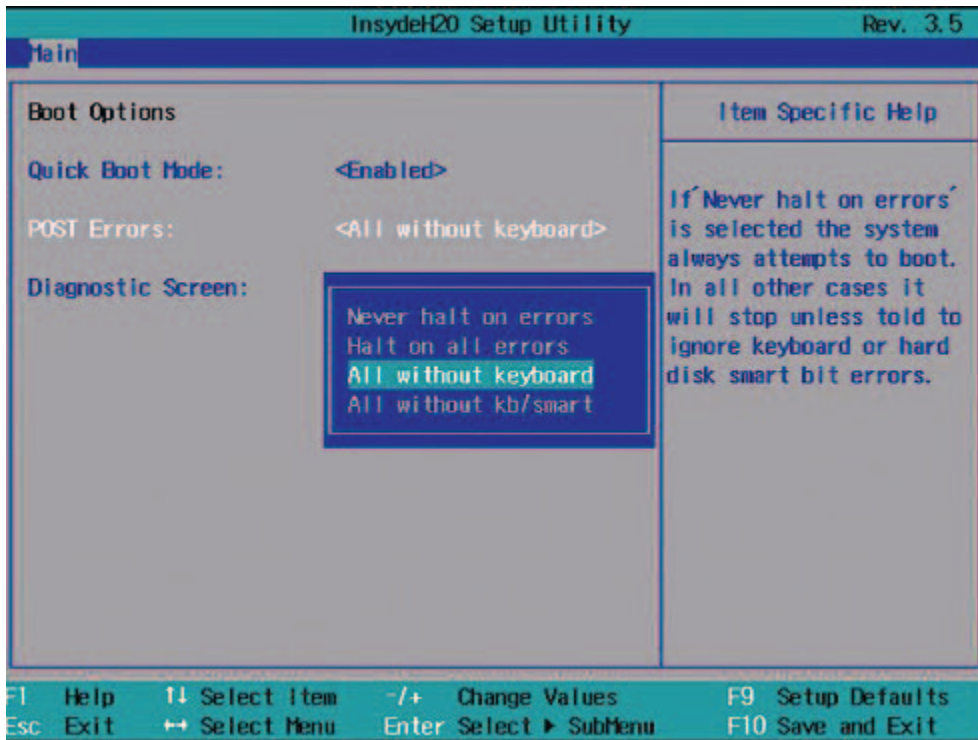 InsydeH2O Setup Utility Rev. 3.5
Main
Boot Options
Quick Boot Mode: <Enabled>
POST Errors: <All without keyboard>
Diagnostic Screen:
Never halt on errors
Halt on all errors
All without keyboard
All without kb/smart
Item Specific Help
If´Never halt on errors´
is selected the system
always attempts to boot.
In all other cases it
will stop unless told to
ignore keyboard or hard
disk smart bit errors.
F1 Help ↑↓ Select Item -/+ Change Values F9 Setup Defaults
Esc Exit ↔ Select Menu Enter Select ▶ SubMenu F10 Save and Exit